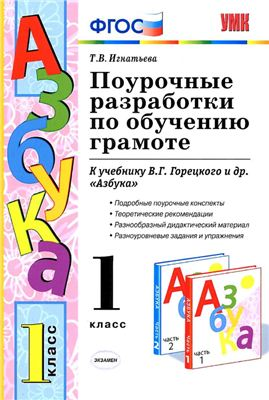 ФГОС
УМК
Т.В. Игнатьева
Поурочные
разработки
по обучению
грамоте
К учебнику В.Г. Горецкого и др.
«Азбука»
• Подробные поурочные конспекты
• Теоретические рекомендации
• Разнообразный дидактический материал
• Разноуровневые задания и упражнения
Азбука
1 класс
1
класс
ЭКЗАМЕН
Азбука
часть 2
Азбука
часть 1